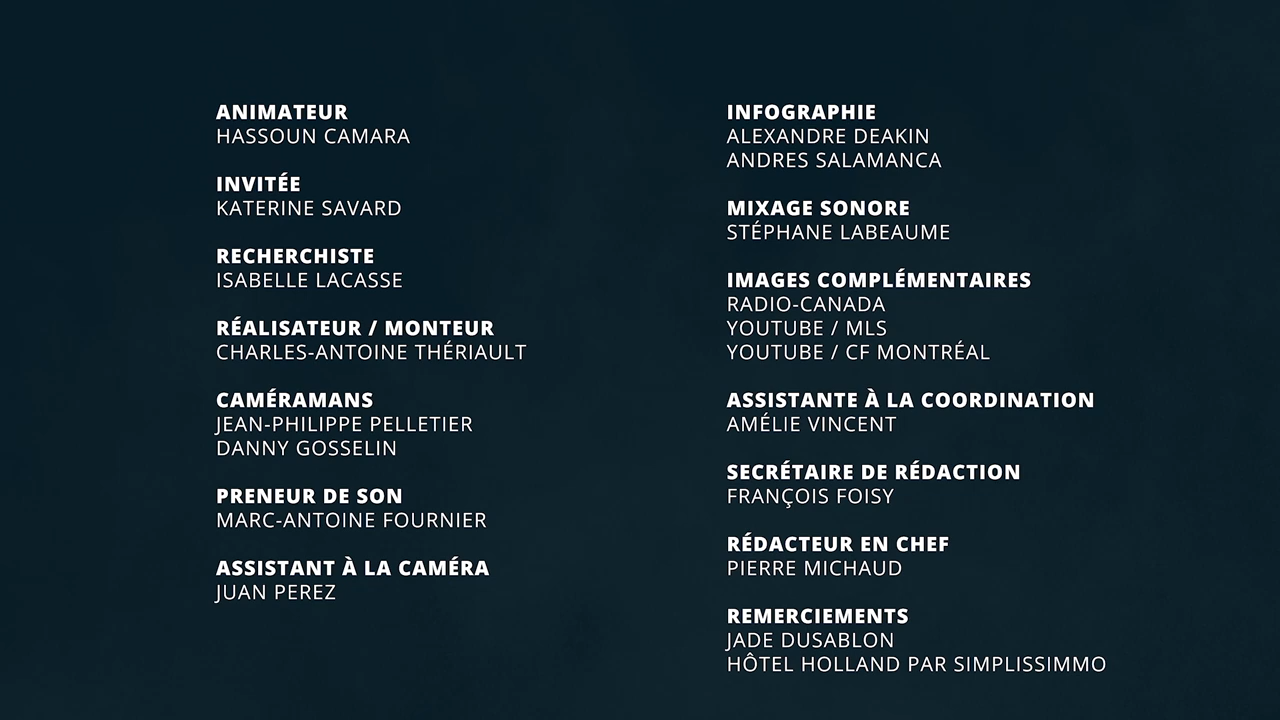 ANIMATEUR
HASSOUN CAMARA
INVITÉE
KATERINE SAVARD
RECHERCHISTE
ISABELLE LACASSE
RÉALISATEUR / MONTEUR
CHARLES-ANTOINE THÉRIAULT
CAMÉRAMANS
JEAN-PHILIPPE PELLETIER
DANNY GOSSELIN
PRENEUR DE SON
MARC-ANTOINE FOURNIER
ASSISTANT À LA CAMÉRA
JUAN PEREZ
INFOGRAPHIE
ALEXANDRE DEAKIN
ANDRES SALAMANCA
MIXAGE SONORE
STÉPHANE LABEAUME
IMAGES COMPLÉMENTAIRES
RADIO-CANADA
YOUTUBE / MLS
YOUTUBE / CF MONTRÉAL
ASSISTANTE À LA COORDINATION
AMÉLIE VINCENT
SECRÉTAIRE DE RÉDACTION
FRANÇOIS FOISY
RÉDACTEUR EN CHEF
PIERRE MICHAUD
REMERCIEMENTS
JADE DUSABLON
HÔTEL HOLLAND PAR SIMPLISSIMMO